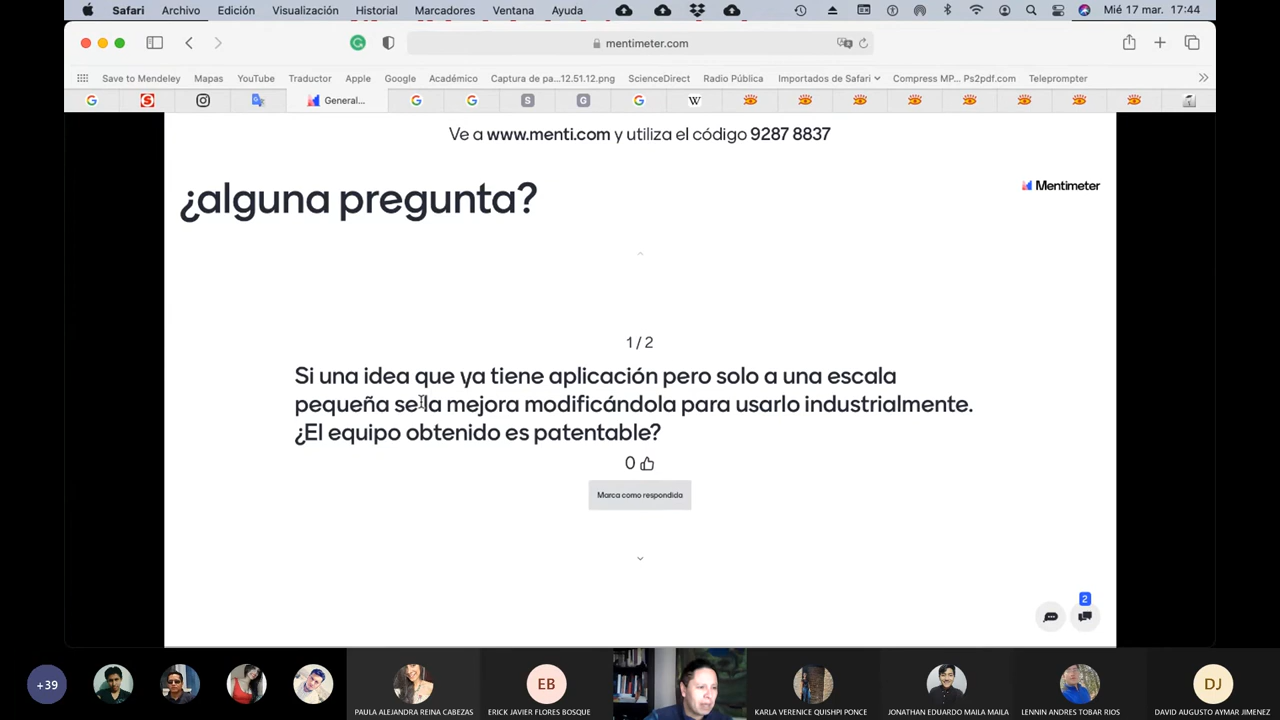 Safari Archivo Edición Visualización Historial Marcadores Ventana Ayuda Mié 17 mar. 17:44
mentimeter.com
Save to Mendeley Mapas YouTube Traductor Apple Google Académico Captura de pa...12.51.12.png ScienceDirect Radio Pública Importados de Safari Compress MP... Ps2pdf.com Teleprompter
General...
Ve a www.menti.com y utiliza el código 9287 8837
¿alguna pregunta?
Mentimeter
1 / 2
Si una idea que ya tiene aplicación pero solo a una escala
pequeña se la mejora modificándola para usarlo industrialmente.
¿El equipo obtenido es patentable?
0
Marca como respondida
2
+39
EB
DJ
PAULA ALEJANDRA REINA CABEZAS ERICK JAVIER FLORES BOSQUE KARLA VERENICE QUISHPI PONCE JONATHAN EDUARDO MAILA MAILA LENNIN ANDRES TOBAR RIOS DAVID AUGUSTO AYMAR JIMENEZ